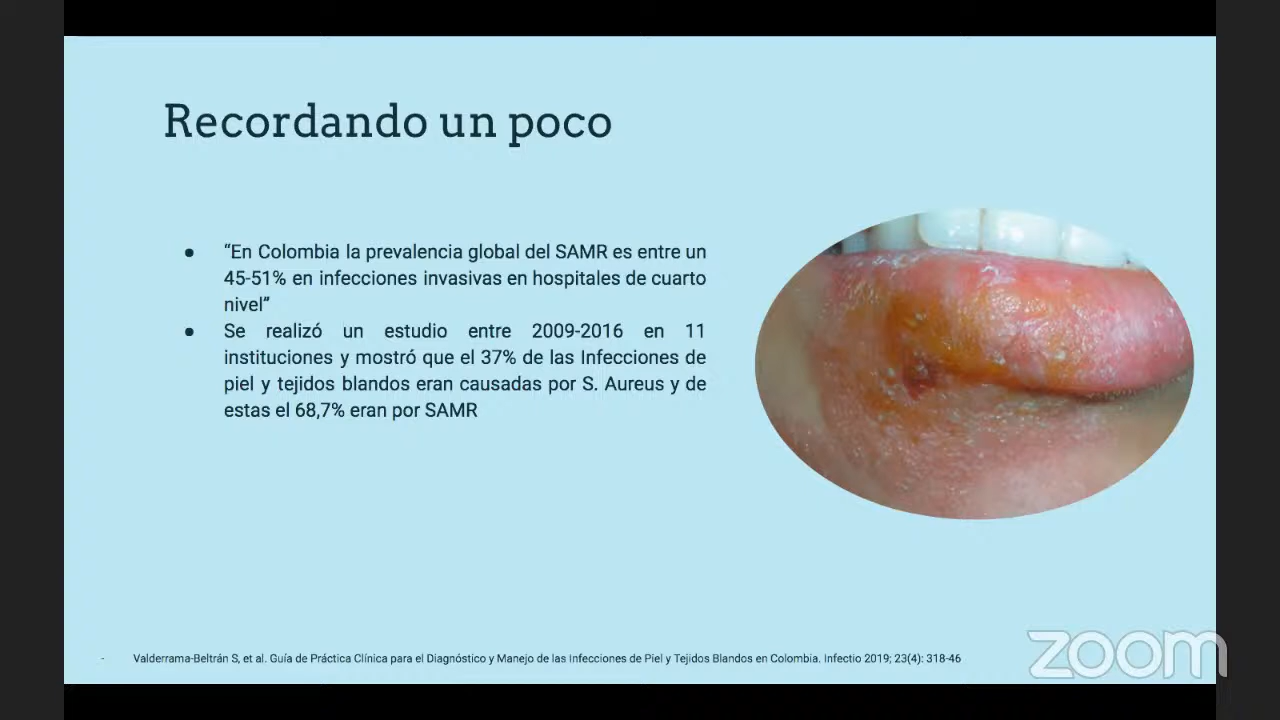 Recordando un poco
● “En Colombia la prevalencia global del SAMR es entre un
45-51% en infecciones invasivas en hospitales de cuarto
nivel”
● Se realizó un estudio entre 2009-2016 en 11
instituciones y mostró que el 37% de las Infecciones de
piel y tejidos blandos eran causadas por S. Aureus y de
estas el 68,7% eran por SAMR
- Valderrama-Beltrán S, et al. Guía de Práctica Clínica para el Diagnóstico y Manejo de las Infecciones de Piel y Tejidos Blandos en Colombia. Infectio 2019; 23(4): 318-46
zoom